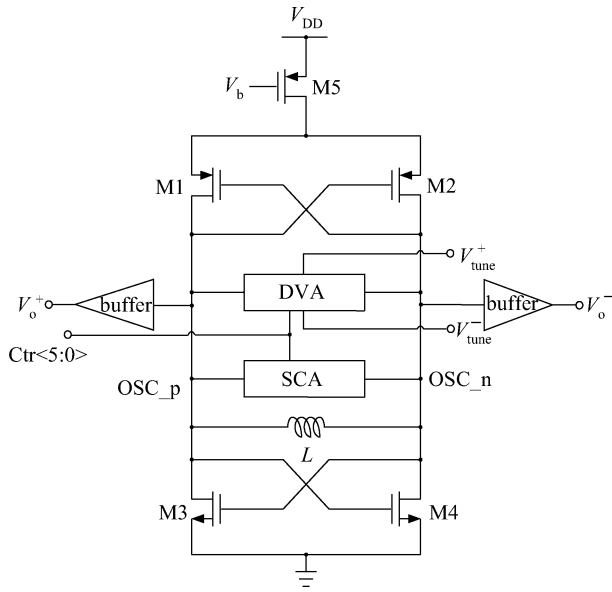 V_DD
V_b
M5
M1
M2
V_tune^+
DVA
buffer
buffer
V_o^+
V_o^-
V_tune^-
Ctr<5:0>
SCA
OSC_p
OSC_n
L
M3
M4